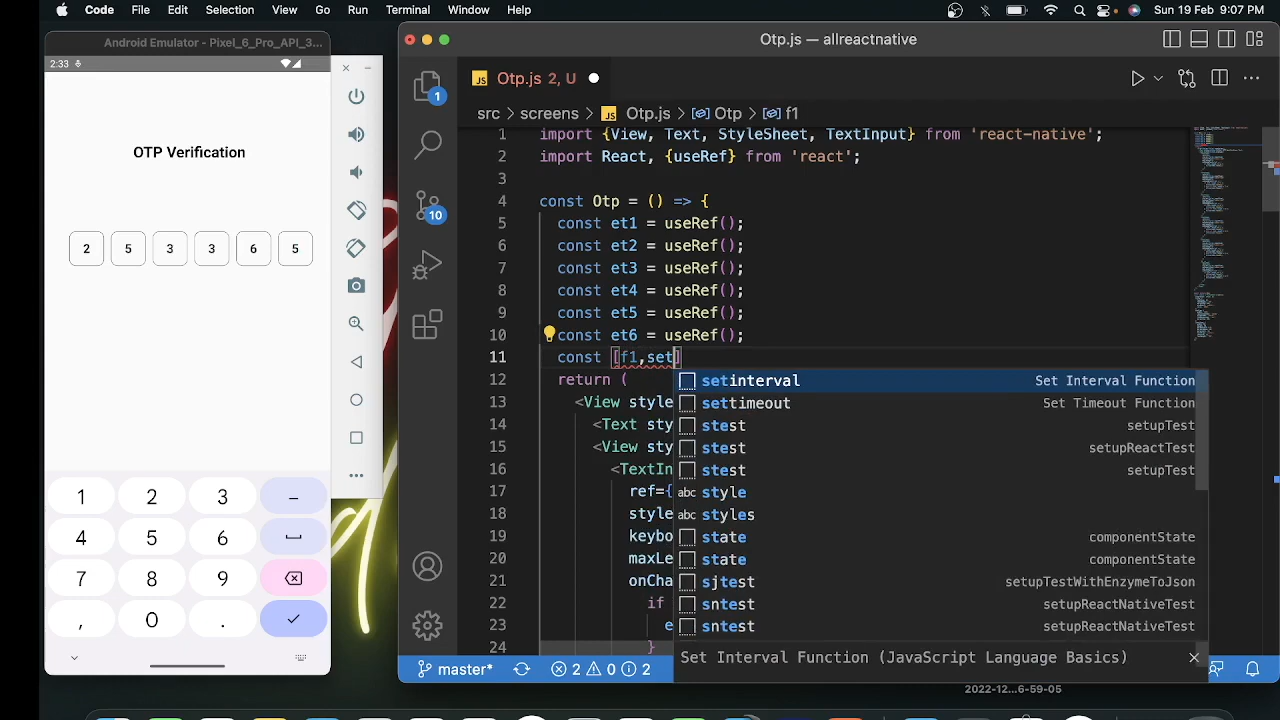 Code File Edit Selection View Go Run Terminal Window Help Sun 19 Feb 9:07 PM
Android Emulator - Pixel_6_Pro_API_3...
2:33
OTP Verification
2 5 3 3 6 5
1 2 3 –
4 5 6
7 8 9
, 0 .
Otp.js — allreactnative
JS Otp.js 2, U
src > screens > JS Otp.js > Otp > f1
1
10
1 import {View, Text, StyleSheet, TextInput} from 'react-native';
2 import React, {useRef} from 'react';
3
4 const Otp = () => {
5 const et1 = useRef();
6 const et2 = useRef();
7 const et3 = useRef();
8 const et4 = useRef();
9 const et5 = useRef();
10 const et6 = useRef();
11 const [f1,set]
12 return (
13 <View style
14 <Text sty
15 <View sty
16 <TextIn
17 ref={
18 style
19 keybo
20 maxLe
21 onCha
22 if
23 e
24 }
setinterval Set Interval Function
settimeout Set Timeout Function
stest setupTest
stest setupReactTest
stest setupTest
abc style
abc styles
state componentState
state componentState
sjtest setupTestWithEnzymeToJson
sntest setupReactNativeTest
sntest setupReactNativeTest
Set Interval Function (JavaScript Language Basics)
master* 2 0 2
2022-12...6-59-05